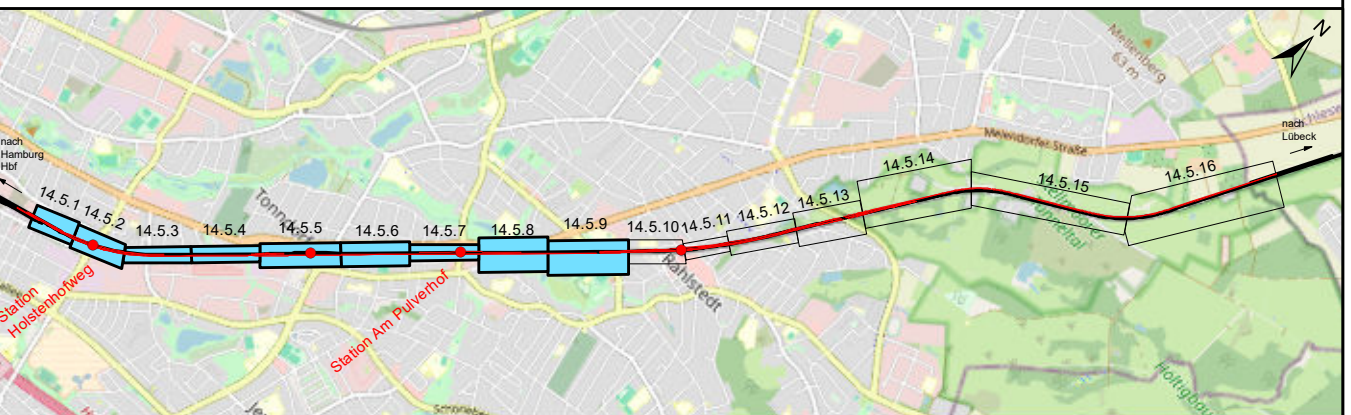 N
Mellenberg
63 m
nach
Lübeck
nach
Hamburg
Hbf
Meiendorfer Straße
14.5.1
14.5.2
14.5.3
14.5.4
14.5.5
14.5.6
14.5.7
14.5.8
14.5.9
14.5.10
14.5.11
14.5.12
14.5.13
14.5.14
14.5.15
14.5.16
Rahlstedt
Station
Holstenhofweg
Station Am Pulverhof